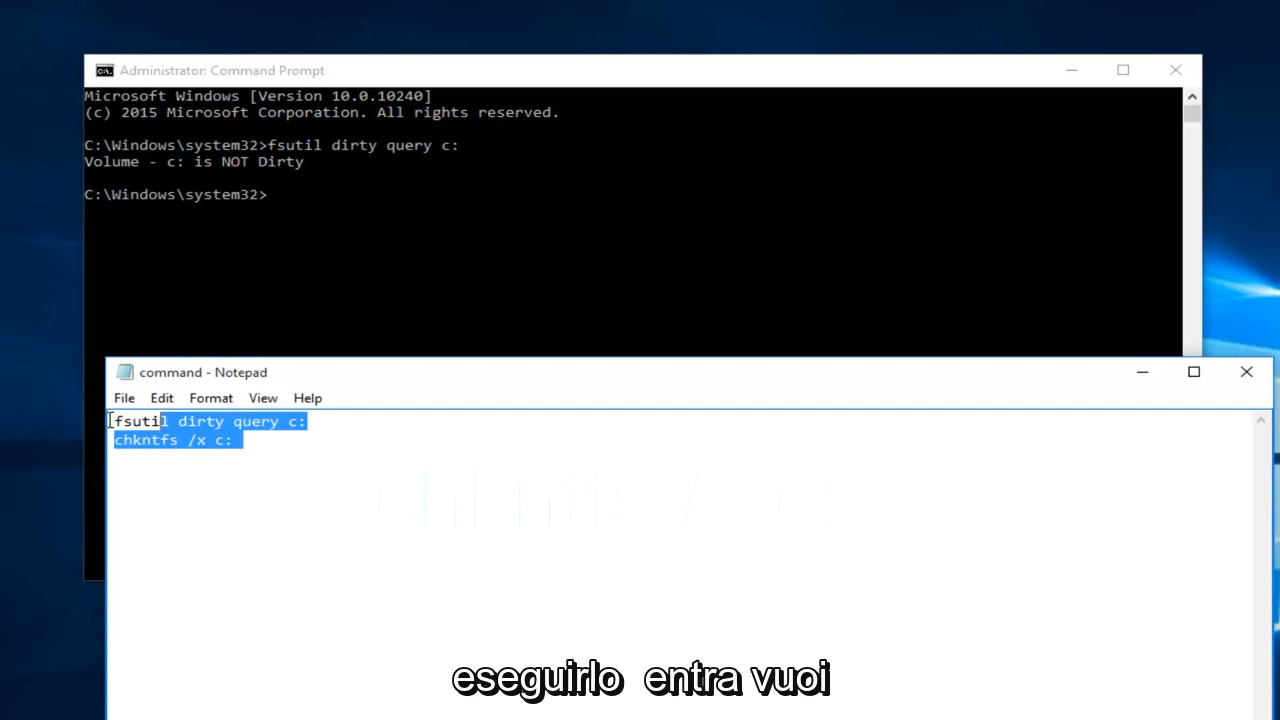 Administrator: Command Prompt
Microsoft Windows [Version 10.0.10240]
(c) 2015 Microsoft Corporation. All rights reserved.
C:\Windows\system32>fsutil dirty query c:
Volume - c: is NOT Dirty
C:\Windows\system32>
command - Notepad
File Edit Format View Help
fsutil dirty query c:
chkntfs /x c:
eseguirlo entra vuoi